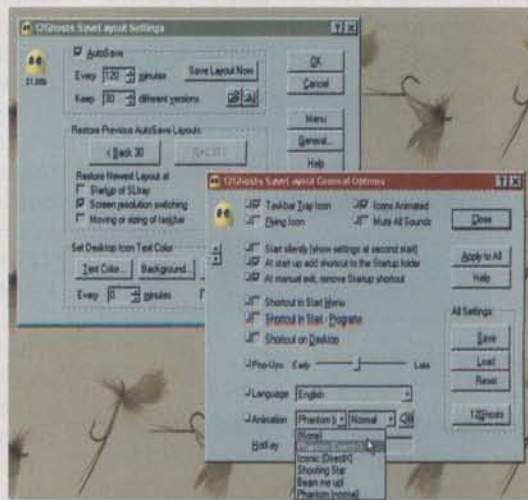 12Ghosts SaveLayout Settings
AutoSave
Every 120 minutes
Save Layout Now
Keep 30 different versions
Restore Previous AutoSave Layouts
< Back 30
Restore Newest Layout at
Startup of SLtray
Screen resolution switching
Moving or sizing of taskbar
Set Desktop Icon Text Color
Text Color...
Background...
Every 0 minutes
OK
Cancel
Menu
General...
Help
12Ghosts SaveLayout General Options
Taskbar Tray Icon
Icons Animated
Flying Icon
Mute All Sounds
Start silently (show settings at second start)
At start up add shortcut to the Startup folder
At manual exit, remove Startup shortcut
Shortcut in Start Menu
Shortcut in Start - Programs
Shortcut on Desktop
Pop-Ups Early Late
Language English
Animation Phantom Normal
HotKey
(None)
Phantom (DirectX)
Iconic (DirectX)
Shooting Star
Beam me up!
Phantom (normal)
Close
Apply to All
Help
All Settings:
Save
Load
Reset
12Ghosts